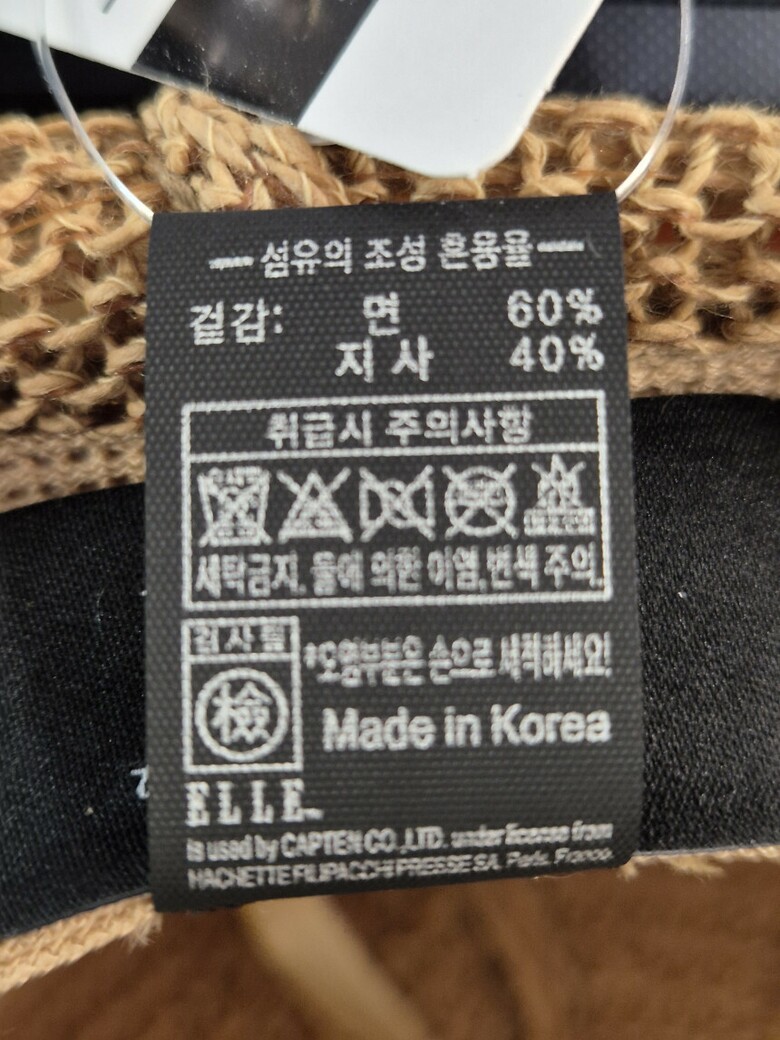 섬유의 조성 혼용율
겉감: 면 60%
지사 40%
취급시 주의사항
세탁금지. 물에 의한 이염,변색 주의.
검사필
檢
*오염부분은 손으로 세척하세요!
Made in Korea
ELLE
is used by CAPTEN CO.,LTD. under license from
HACHETTE FILIPACCHI PRESSE S.A. Paris, France.